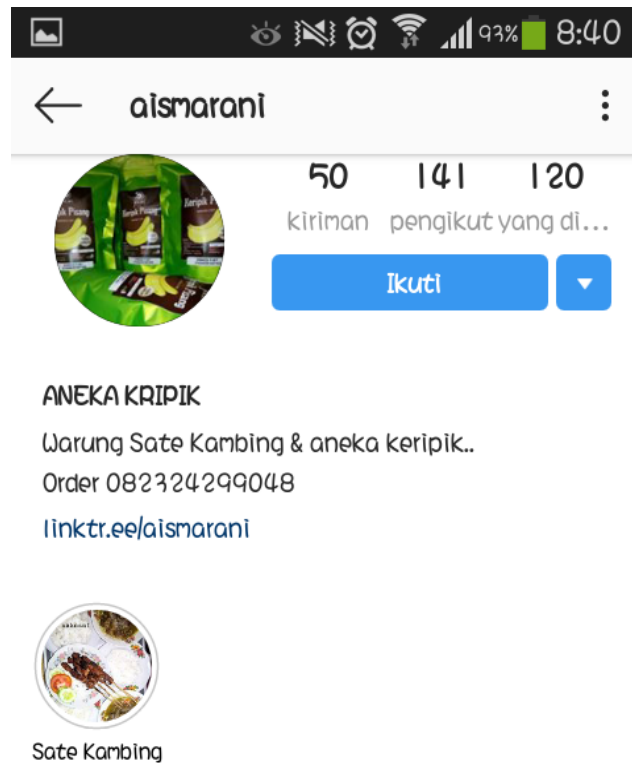 93% 8:40
aismarani
50 141 120
kiriman pengikut yang di...
Ikuti
ANEKA KRIPIK
Warung Sate Kambing & aneka keripik..
Order 082324299048
linktr.ee/aismarani
Sate Kambing